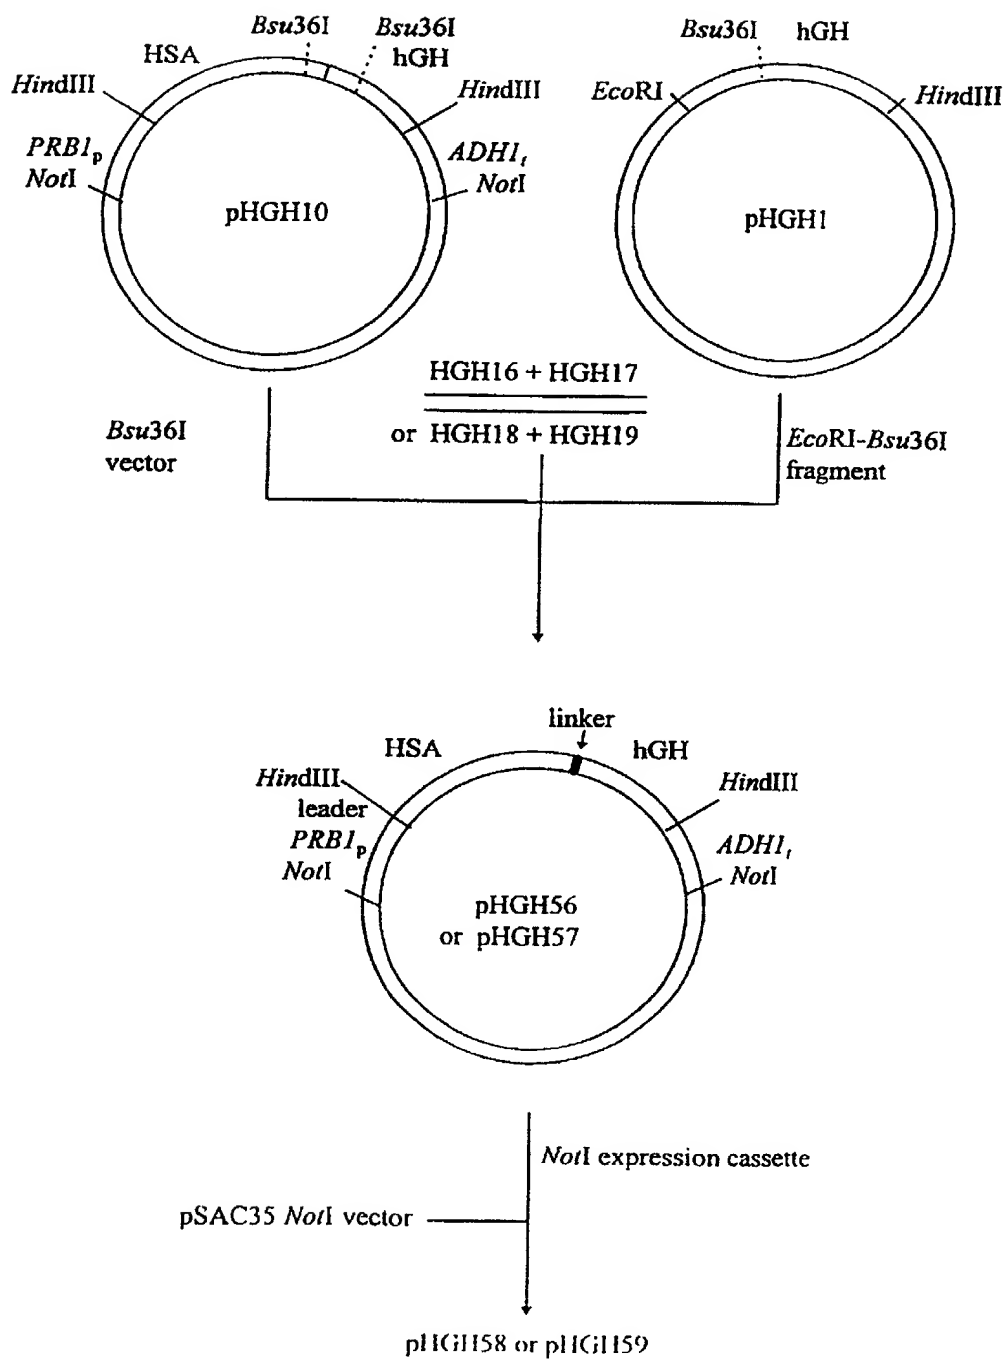 Bsu36I
Bsu36I
HSA
hGH
HindIII
HindIII
PRB1p
NotI
ADH1t
NotI
pHGH10
Bsu36I
hGH
EcoRI
HindIII
pHGH1
HGH16 + HGH17
or HGH18 + HGH19
Bsu36I
vector
EcoRI-Bsu36I
fragment
linker
HSA
hGH
HindIII
leader
PRB1p
NotI
HindIII
ADH1t
NotI
pHGH56
or pHGH57
NotI expression cassette
pSAC35 NotI vector
pHGH58 or pHGH59